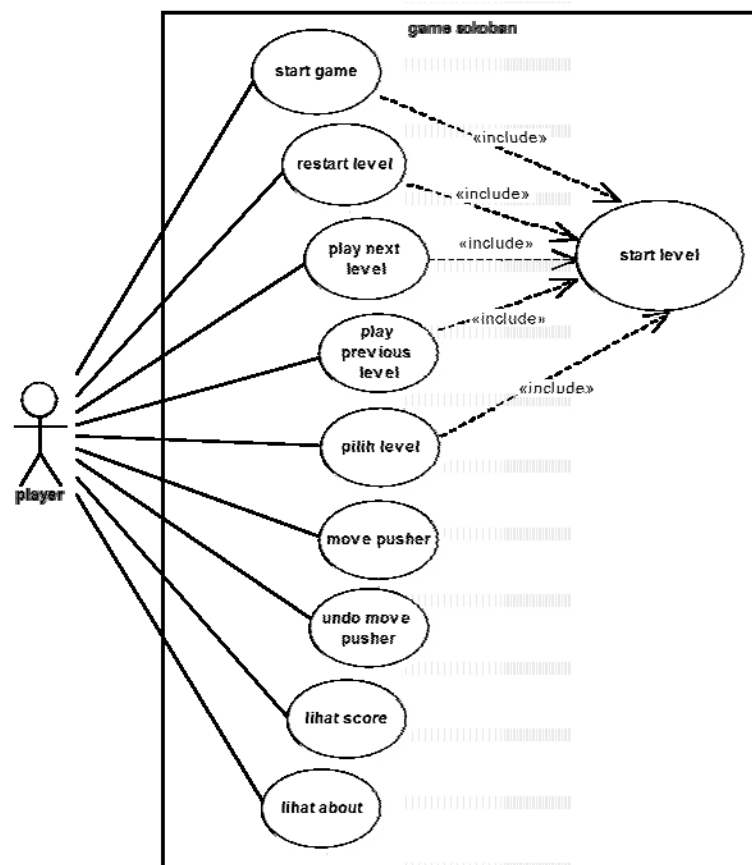 game sokoban
start game
«include»
restart level
«include»
play next
level
«include»
start level
play
previous
level
«include»
«include»
pilih level
player
move pusher
undo move
pusher
lihat score
lihat about